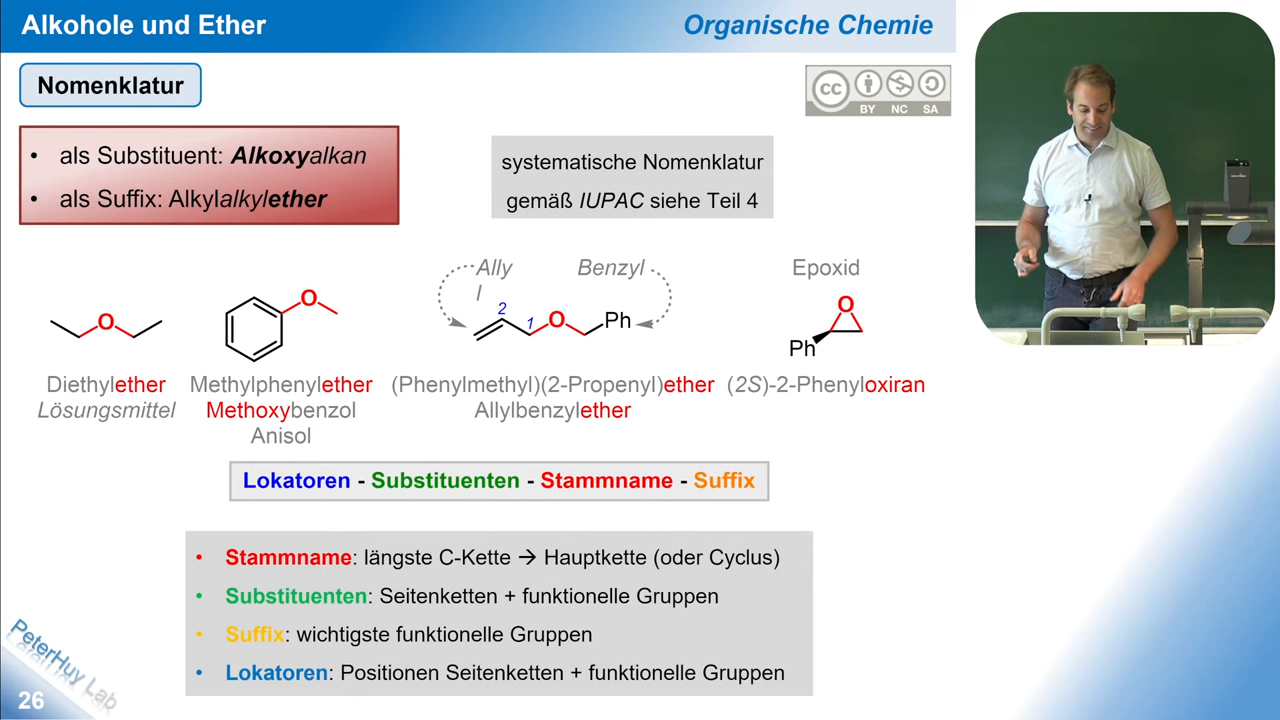 Alkohole und Ether
Organische Chemie
Nomenklatur
CC BY NC SA
• als Substituent: Alkoxyalkan
• als Suffix: Alkylalkylether
systematische Nomenklatur
gemäß IUPAC siehe Teil 4
Ally
l
Benzyl
Epoxid
O
O
2
1
O
Ph
O
Ph
Diethylether
Lösungsmittel
Methylphenylether
Methoxybenzol
Anisol
(Phenylmethyl)(2-Propenyl)ether
Allylbenzylether
(2S)-2-Phenyloxiran
Lokatoren - Substituenten - Stammname - Suffix
• Stammname: längste C-Kette → Hauptkette (oder Cyclus)
• Substituenten: Seitenketten + funktionelle Gruppen
• Suffix: wichtigste funktionelle Gruppen
• Lokatoren: Positionen Seitenketten + funktionelle Gruppen
PeterHuy Lab
26